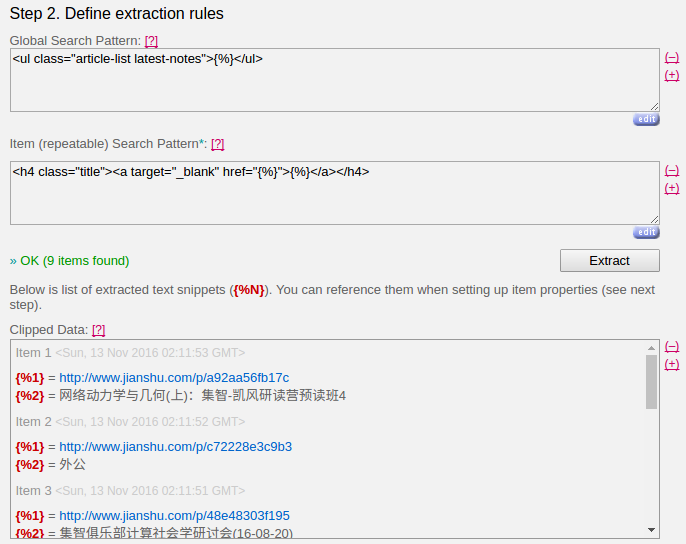 Step 2. Define extraction rules
Global Search Pattern: [?]
<ul class="article-list latest-notes">{%}</ul>
(–)
(+)
edit
Item (repeatable) Search Pattern*: [?]
<h4 class="title"><a target="_blank" href="{%}">{%}</a></h4>
(–)
(+)
edit
» OK (9 items found)
Extract
Below is list of extracted text snippets ({%N}). You can reference them when setting up item properties (see next
step).
Clipped Data: [?]
(–)
(+)
Item 1 <Sun, 13 Nov 2016 02:11:53 GMT>
{%1} = http://www.jianshu.com/p/a92aa56fb17c
{%2} = 网络动力学与几何(上)：集智-凯风研读营预读班4
Item 2 <Sun, 13 Nov 2016 02:11:52 GMT>
{%1} = http://www.jianshu.com/p/c72228e3c9b3
{%2} = 外公
Item 3 <Sun, 13 Nov 2016 02:11:51 GMT>
{%1} = http://www.jianshu.com/p/48e48303f195
{%2} = 集智俱乐部计算社会学研讨会(16-08-20)